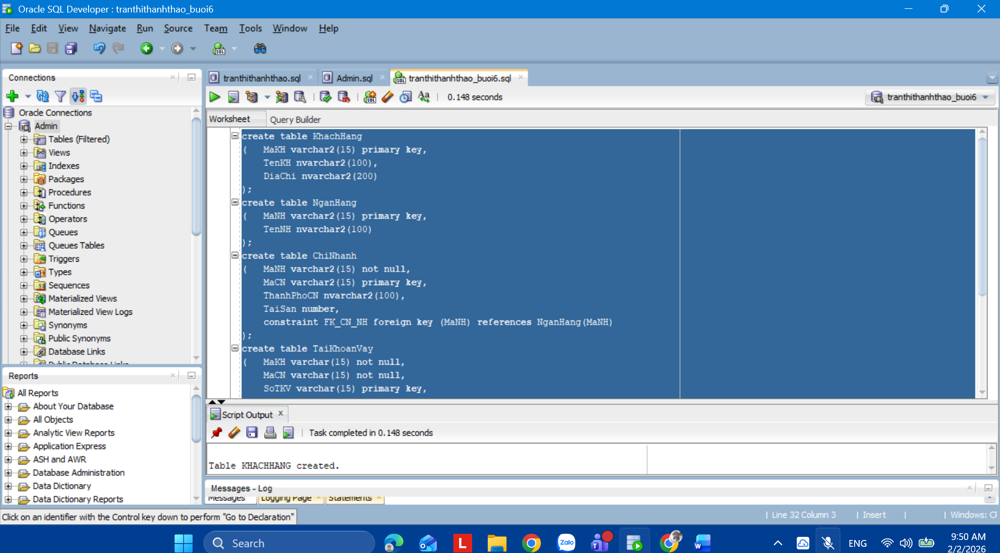 Oracle SQL Developer : tranthithanhthao_buoi6
File Edit View Navigate Run Source Team Tools Window Help
Connections
Oracle Connections
Admin
Tables (Filtered)
Views
Indexes
Packages
Procedures
Functions
Operators
Queues
Queues Tables
Triggers
Types
Sequences
Materialized Views
Materialized View Logs
Synonyms
Public Synonyms
Database Links
Public Database Links
Reports
All Reports
About Your Database
All Objects
Analytic View Reports
Application Express
ASH and AWR
Database Administration
Data Dictionary
Data Dictionary Reports
tranthithanhthao.sql Admin.sql tranthithanhthao_buoi6.sql
0.148 seconds tranthithanhthao_buoi6
Worksheet Query Builder
create table KhachHang
( MaKH varchar2(15) primary key,
TenKH nvarchar2(100),
DiaChi nvarchar2(200)
);
create table NganHang
( MaNH varchar2(15) primary key,
TenNH nvarchar2(100)
);
create table ChiNhanh
( MaNH varchar2(15) not null,
MaCN varchar2(15) primary key,
ThanhPhoCN nvarchar2(100),
TaiSan number,
constraint FK_CN_NH foreign key (MaNH) references NganHang(MaNH)
);
create table TaiKhoanVay
( MaKH varchar(15) not null,
MaCN varchar(15) not null,
SoTKV varchar(15) primary key,
Script Output
Task completed in 0.148 seconds
Table KHACHHANG created.
Messages - Log
Messages Logging Page Statements
Click on an identifier with the Control key down to perform "Go to Declaration"
Line 32 Column 3 Insert Windows: CR
Search
Zalo
ENG
9:50 AM
2/2/2026